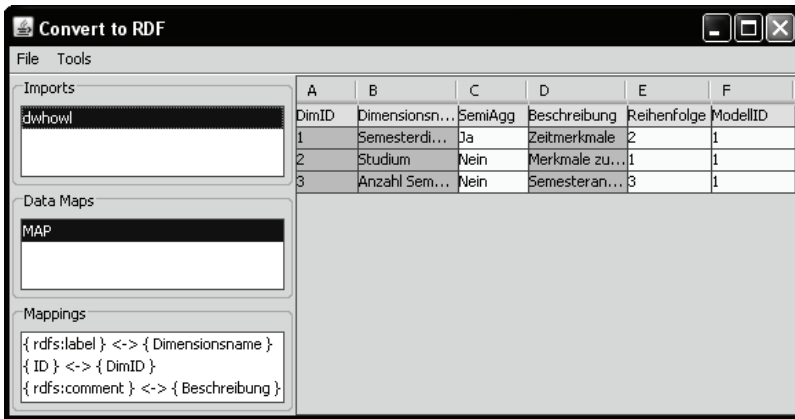 Convert to RDF
File Tools
Imports
dwhowl
Data Maps
MAP
Mappings
{ rdfs:label } <-> { Dimensionsname }
{ ID } <-> { DimID }
{ rdfs:comment } <-> { Beschreibung }
A B C D E F
DimID Dimensionsn... SemiAgg Beschreibung Reihenfolge ModellID
1 Semesterdi... Ja Zeitmerkmale 2 1
2 Studium Nein Merkmale zu... 1 1
3 Anzahl Sem... Nein Semesteran... 3 1